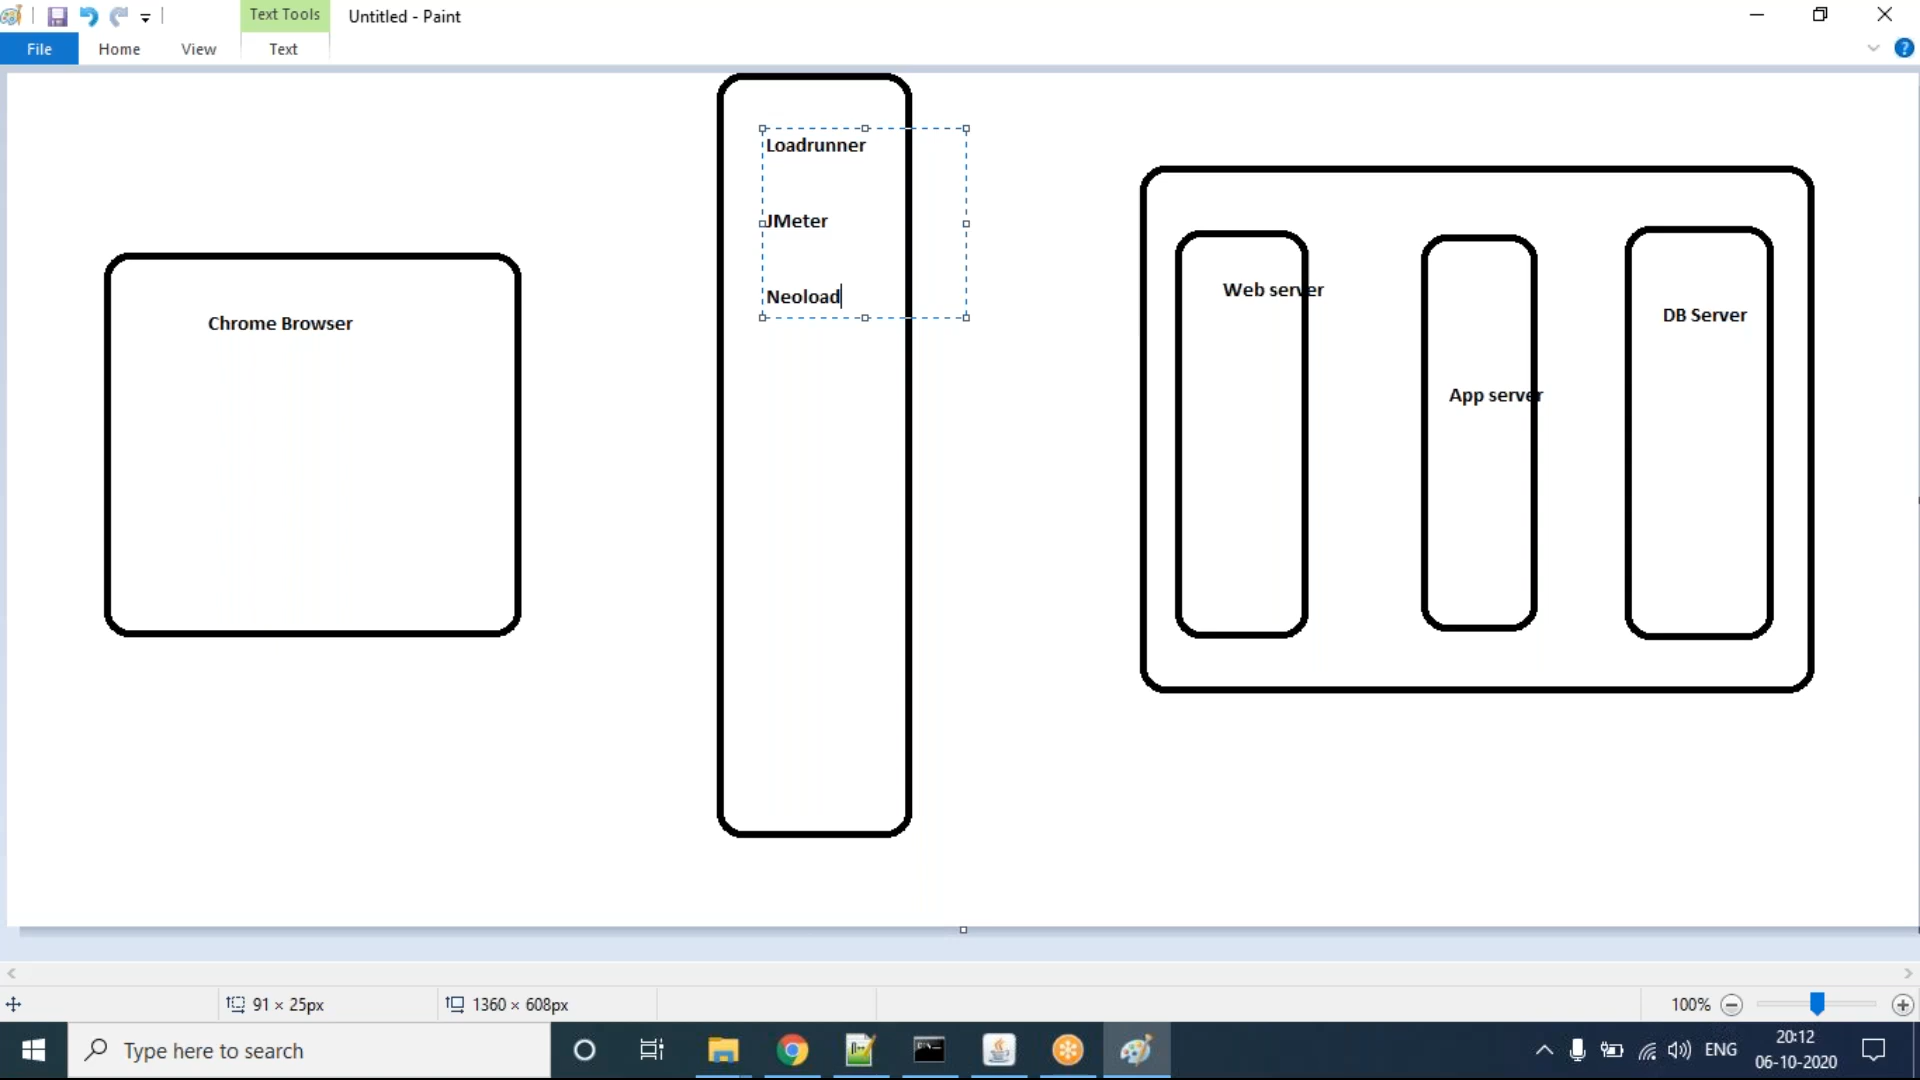 Text Tools
Untitled - Paint
File
Home
View
Text
Loadrunner
JMeter
Neoload
Chrome Browser
Web server
App server
DB Server
91 × 25px
1360 × 608px
100%
Type here to search
ENG
20:12
06-10-2020